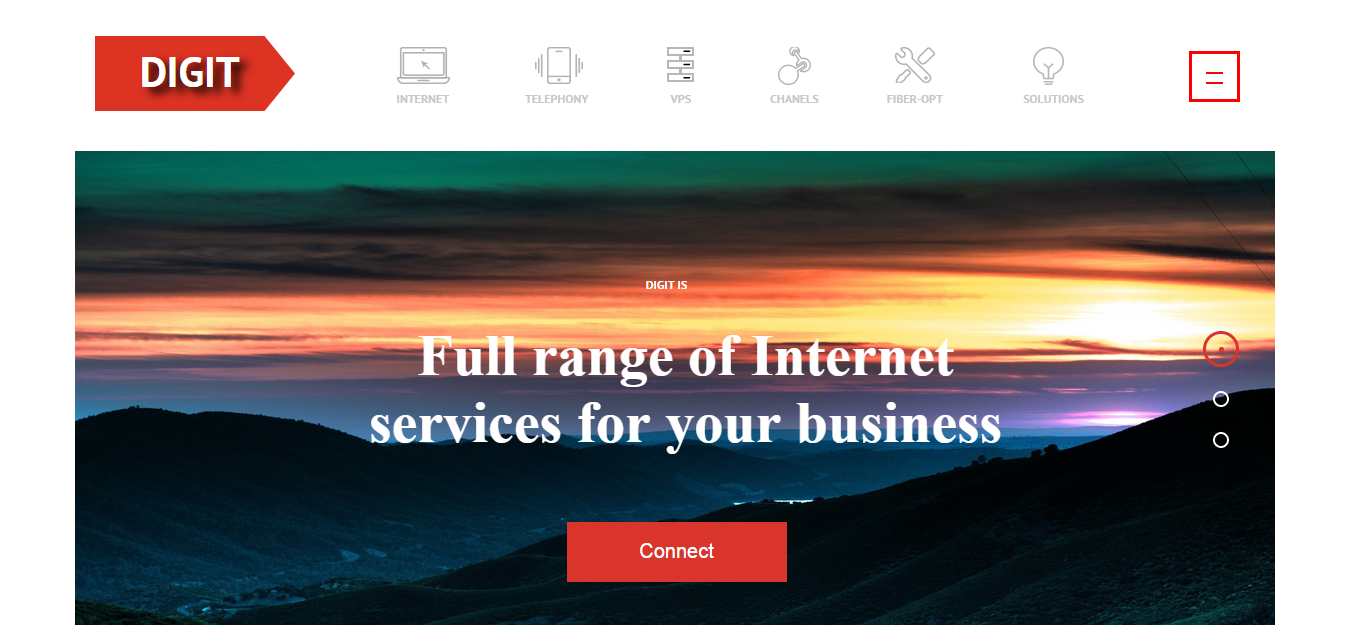 DIGIT
INTERNET
TELEPHONY
VPS
CHANELS
FIBER-OPT
SOLUTIONS
DIGIT IS
Full range of Internet
services for your business
Connect